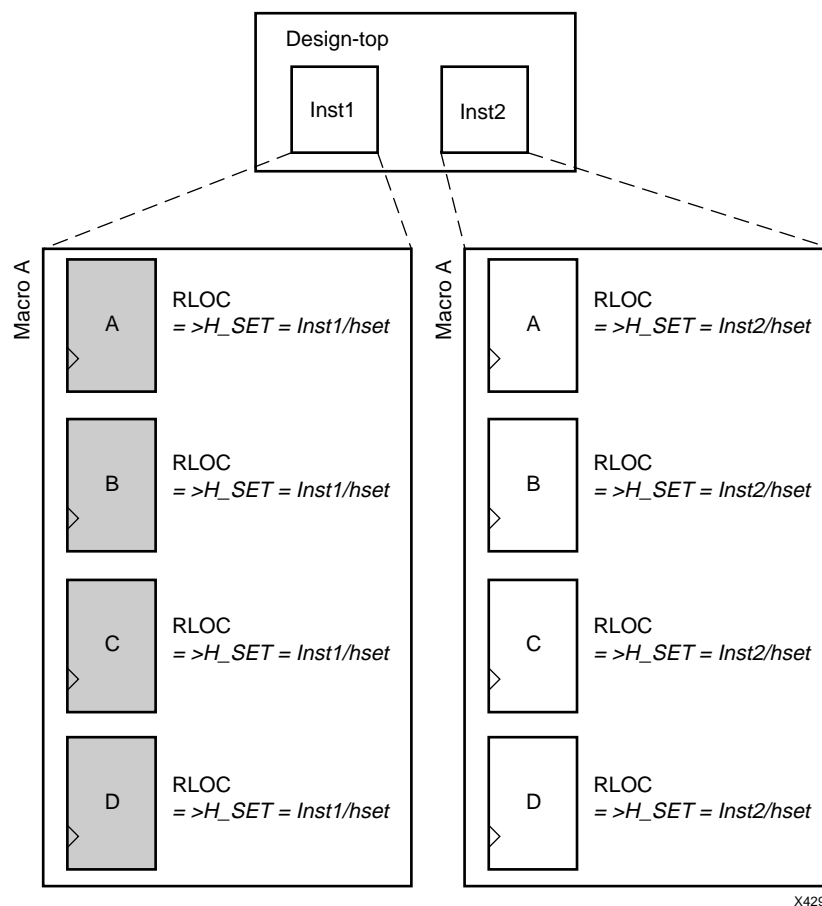 Design-top
Inst1
Inst2
Macro A
A
RLOC
= >H_SET = Inst1/hset
B
RLOC
= >H_SET = Inst1/hset
C
RLOC
= >H_SET = Inst1/hset
D
RLOC
= >H_SET = Inst1/hset
Macro A
A
RLOC
= >H_SET = Inst2/hset
B
RLOC
= >H_SET = Inst2/hset
C
RLOC
= >H_SET = Inst2/hset
D
RLOC
= >H_SET = Inst2/hset
X429